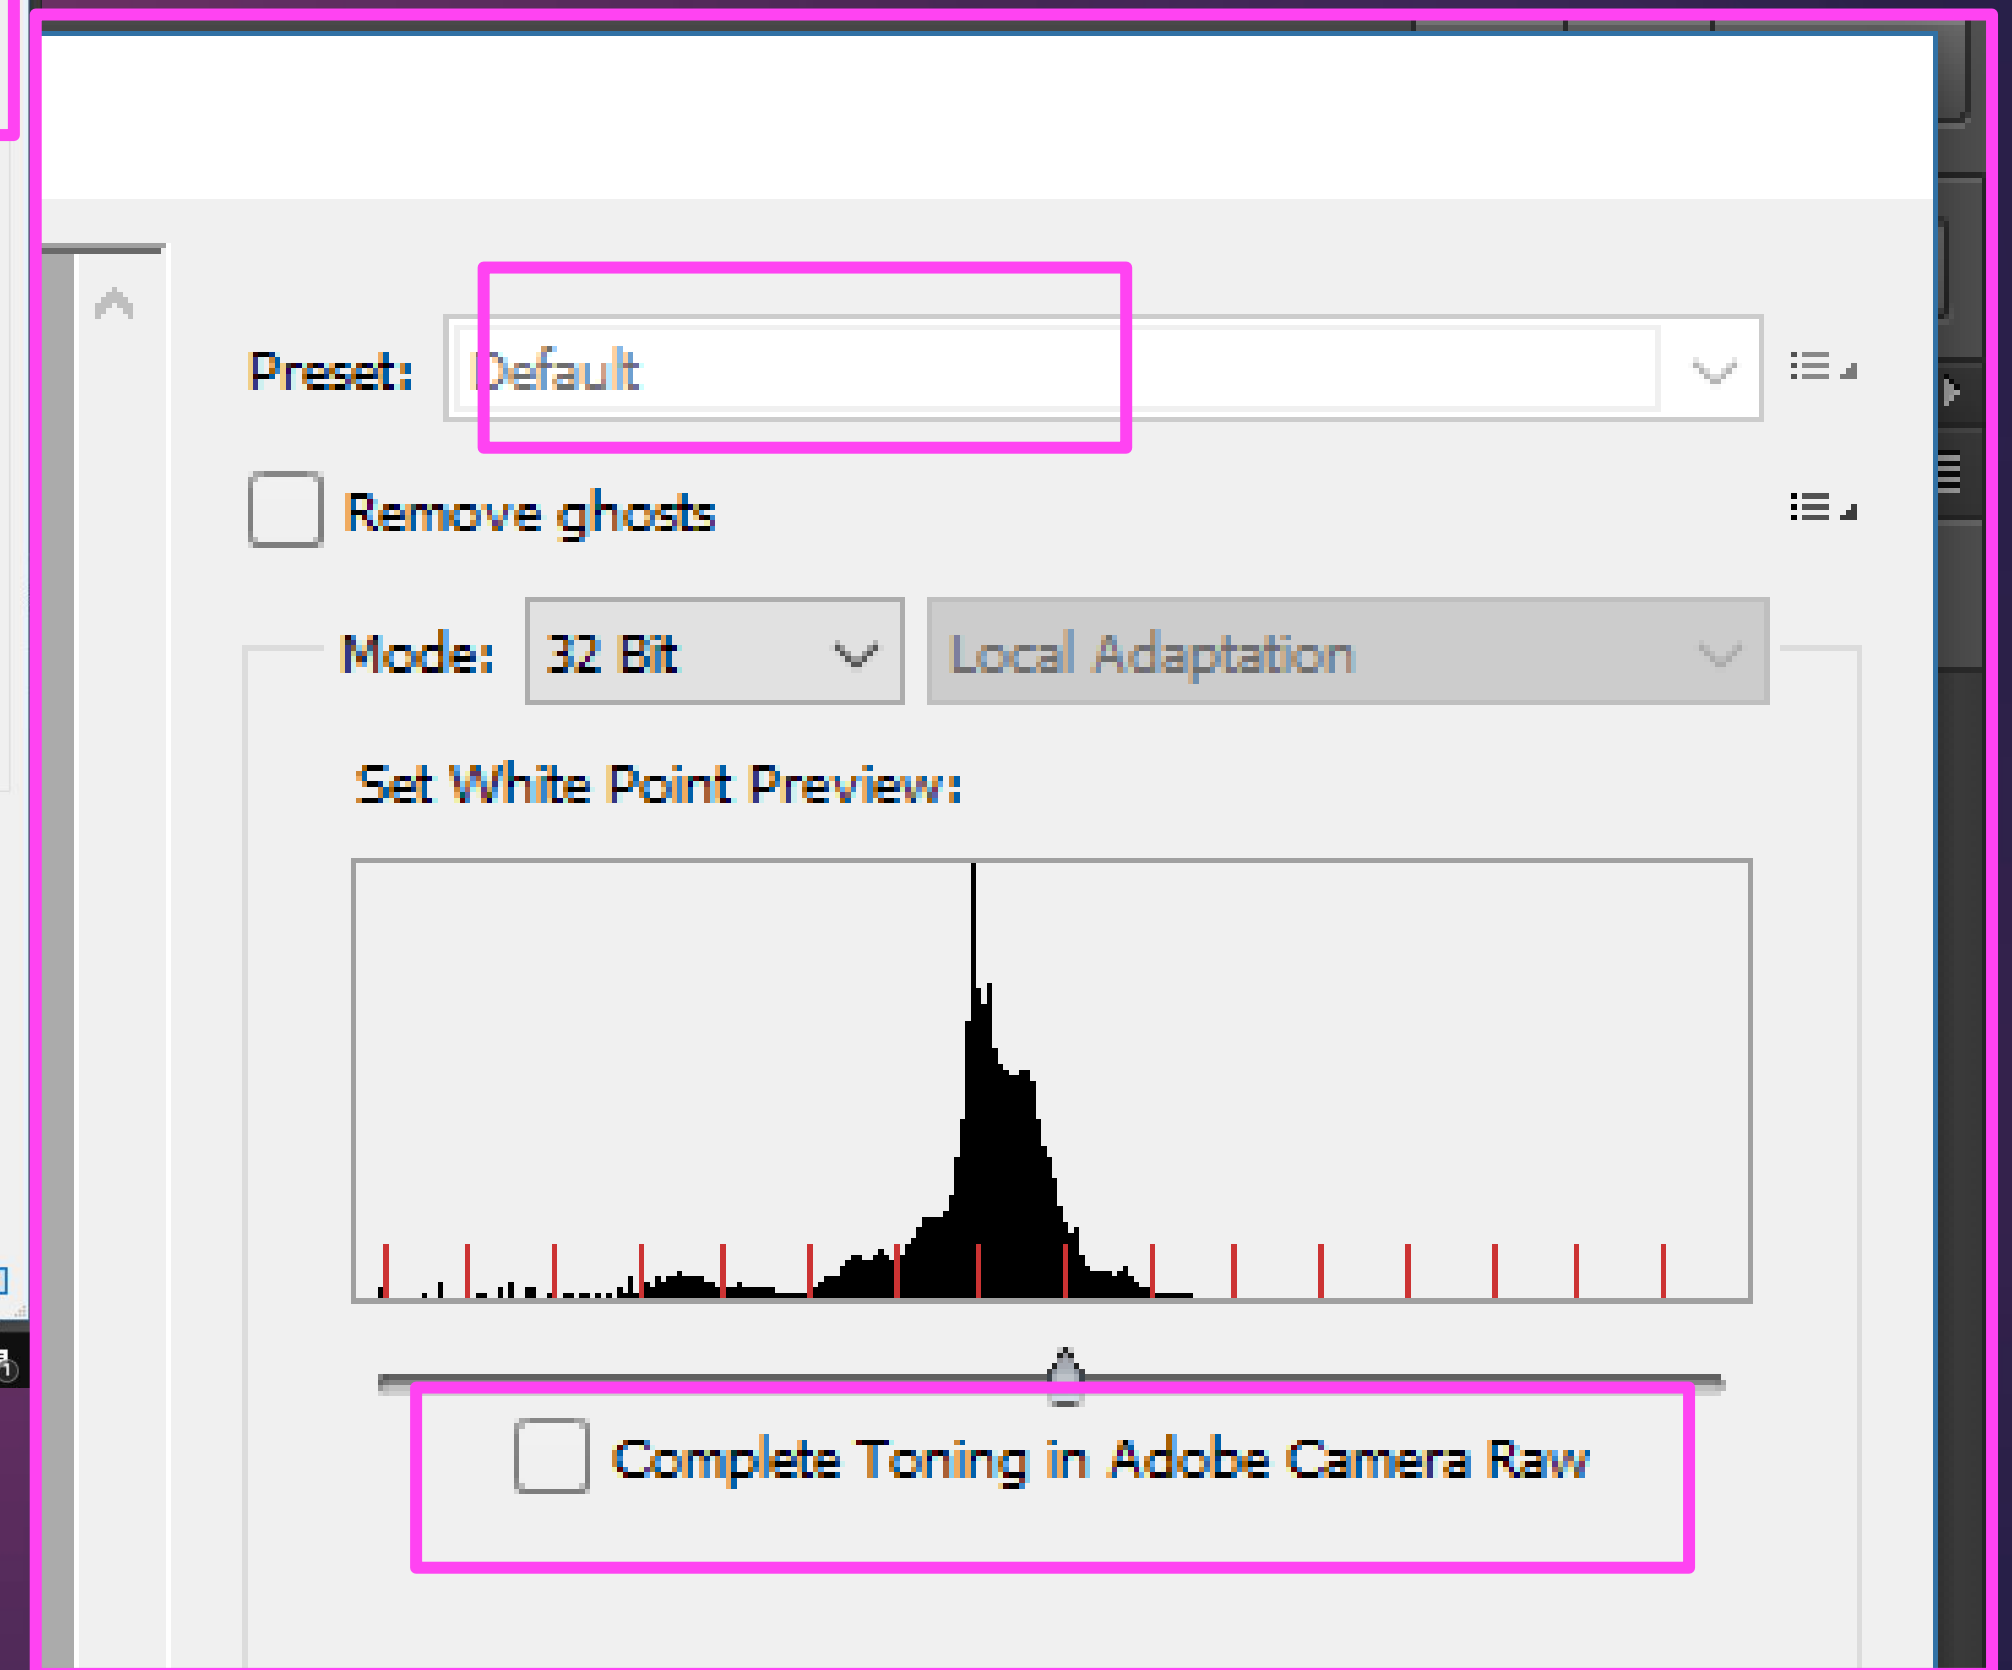 Preset: Default
Remove ghosts
Mode: 32 Bit Local Adaptation
Set White Point Preview:
Complete Toning in Adobe Camera Raw